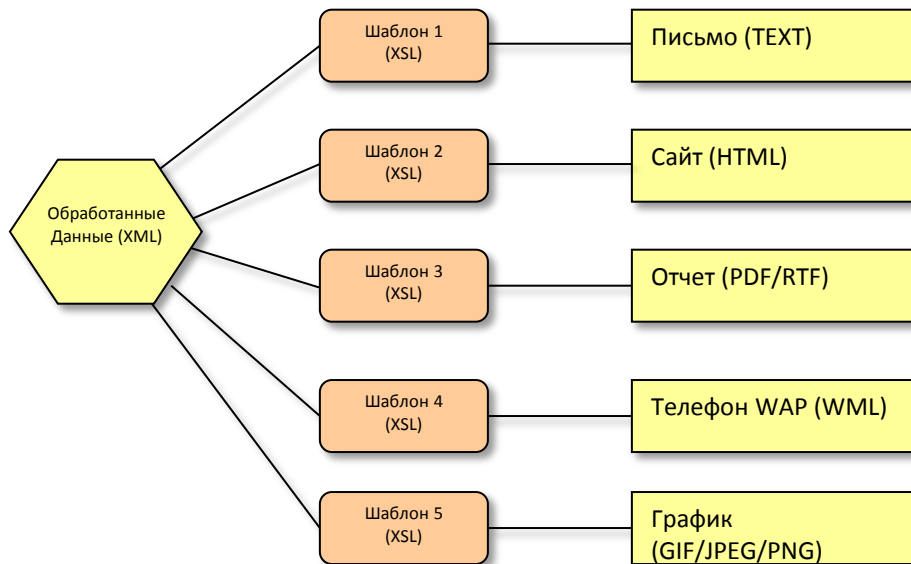 Шаблон 1
(XSL)
Письмо (TEXT)
Шаблон 2
(XSL)
Сайт (HTML)
Обработанные
Данные (XML)
Шаблон 3
(XSL)
Отчет (PDF/RTF)
Шаблон 4
(XSL)
Телефон WAP (WML)
Шаблон 5
(XSL)
График
(GIF/JPEG/PNG)